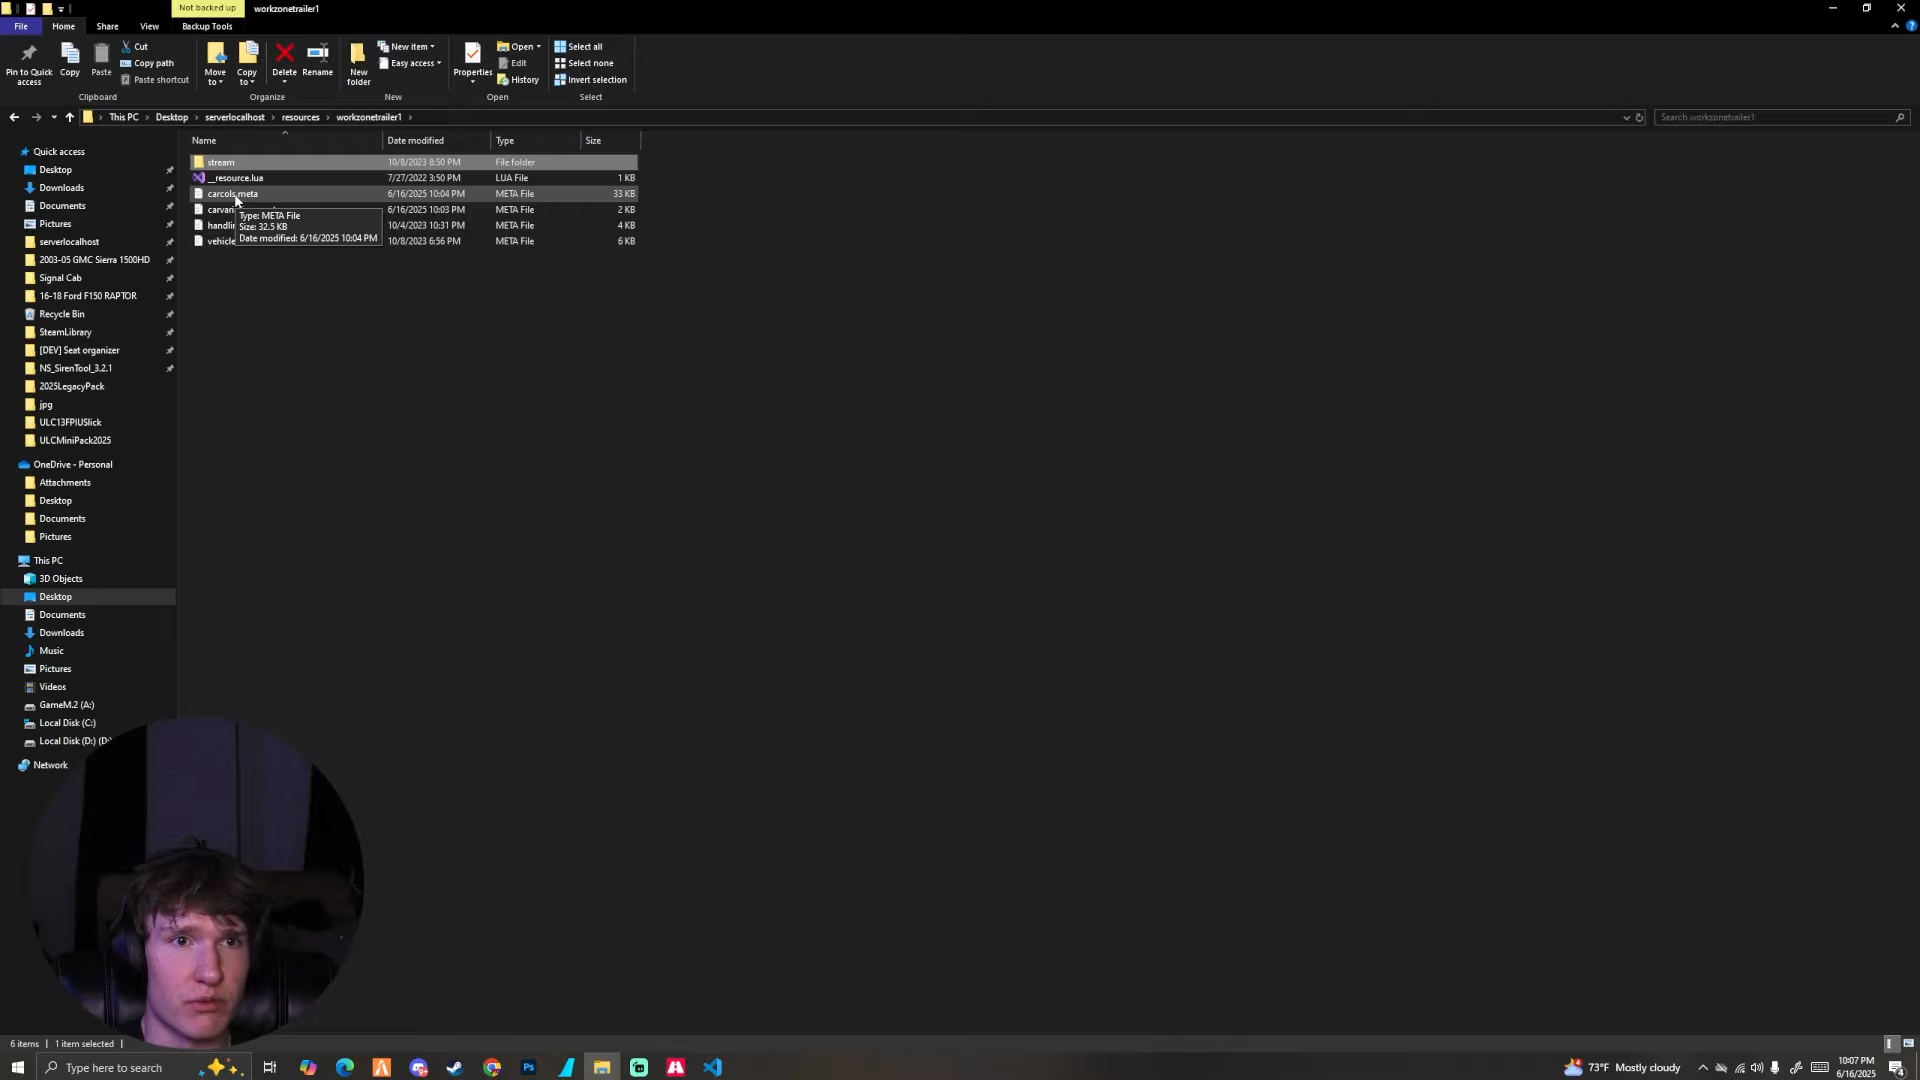 Not backed up
workzonetrailer1
File
Home
Share
View
Backup Tools
Pin to Quick access
Copy
Paste
Cut
Copy path
Paste shortcut
Clipboard
Move to
Copy to
Delete
Rename
Organize
New folder
New item
Easy access
New
Properties
Open
Edit
History
Open
Select all
Select none
Invert selection
Select
This PC > Desktop > serverlocalhost > resources > workzonetrailer1 >
Search workzonetrailer1
Name Date modified Type Size
stream 10/8/2023 8:50 PM File folder
__resource.lua 7/27/2022 3:50 PM LUA File 1 KB
carcols.meta 6/16/2025 10:04 PM META File 33 KB
6/16/2025 10:03 PM META File 2 KB
10/4/2023 10:31 PM META File 4 KB
10/8/2023 6:56 PM META File 6 KB
Type: META File
Size: 32.5 KB
Date modified: 6/16/2025 10:04 PM
Quick access
Desktop
Downloads
Documents
Pictures
serverlocalhost
2003-05 GMC Sierra 1500HD
Signal Cab
16-18 Ford F150 RAPTOR
Recycle Bin
SteamLibrary
[DEV] Seat organizer
NS_SirenTool_3.2.1
2025LegacyPack
jpg
ULC13FPIUSlick
ULCMiniPack2025
OneDrive - Personal
Attachments
Desktop
Documents
Pictures
This PC
3D Objects
Desktop
Documents
Downloads
Music
Pictures
Videos
GameM.2 (A:)
Local Disk (C:)
Local Disk (D:)
Network
6 items
1 item selected
Type here to search
Ps
73°F Mostly cloudy
10:07 PM
6/16/2025
4